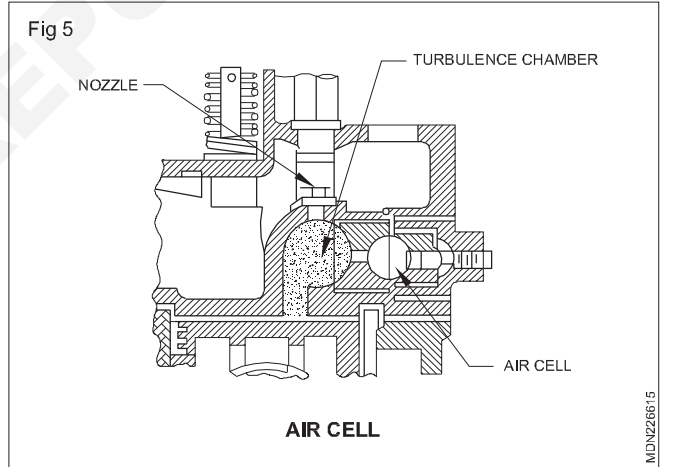 Fig 5
TURBULENCE CHAMBER
NOZZLE
AIR CELL
AIR CELL
MDN226615